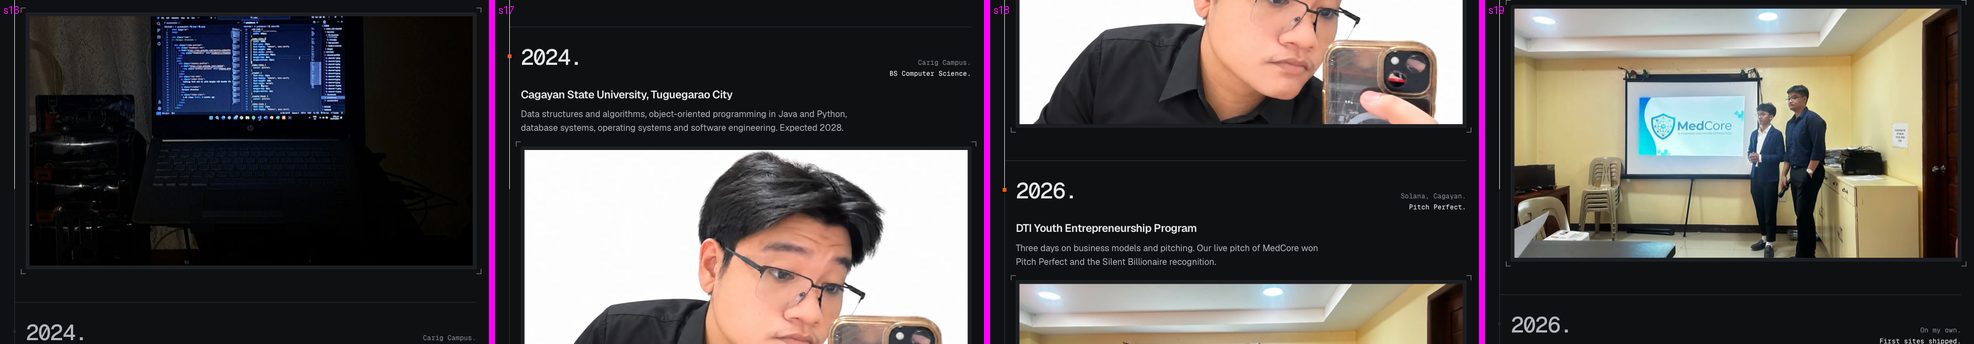 s16
2024.
Carig Campus.
s17
2024.
Carig Campus.
BS Computer Science.
Cagayan State University, Tuguegarao City
Data structures and algorithms, object-oriented programming in Java and Python,
database systems, operating systems and software engineering. Expected 2028.
s18
2026.
Solana, Cagayan.
Pitch Perfect.
DTI Youth Entrepreneurship Program
Three days on business models and pitching. Our live pitch of MedCore won
Pitch Perfect and the Silent Billionaire recognition.
s19
MedCore
2026.
On my own.
First sites shipped.